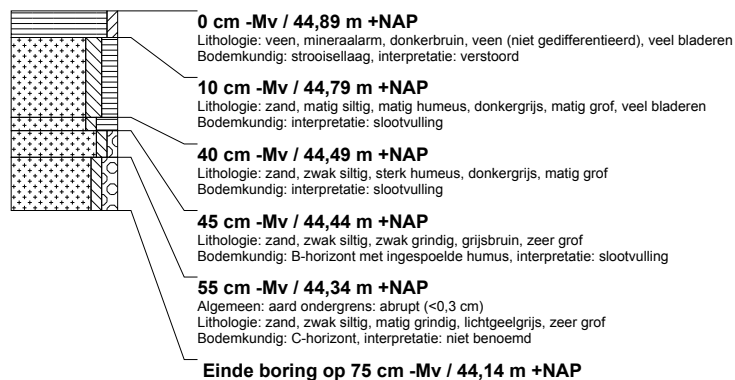 0 cm -Mv / 44,89 m +NAP
Lithologie: veen, mineraalarm, donkerbruin, veen (niet gedifferentieerd), veel bladeren
Bodemkundig: strooisellaag, interpretatie: verstoord
10 cm -Mv / 44,79 m +NAP
Lithologie: zand, matig siltig, matig humeus, donkergrijs, matig grof, veel bladeren
Bodemkundig: interpretatie: slootvulling
40 cm -Mv / 44,49 m +NAP
Lithologie: zand, zwak siltig, sterk humeus, donkergrijs, matig grof
Bodemkundig: interpretatie: slootvulling
45 cm -Mv / 44,44 m +NAP
Lithologie: zand, zwak siltig, zwak grindig, grijsbruin, zeer grof
Bodemkundig: B-horizont met ingespoelde humus, interpretatie: slootvulling
55 cm -Mv / 44,34 m +NAP
Algemeen: aard ondergrens: abrupt (<0,3 cm)
Lithologie: zand, zwak siltig, matig grindig, lichtgeelgrijs, zeer grof
Bodemkundig: C-horizont, interpretatie: niet benoemd
Einde boring op 75 cm -Mv / 44,14 m +NAP